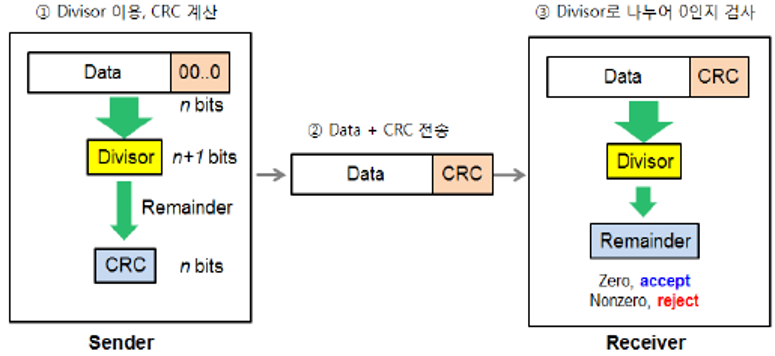 ① Divisor 이용, CRC 계산
Data 00..0
n bits
Divisor n+1 bits
Remainder
CRC n bits
Sender
② Data + CRC 전송
Data CRC
③ Divisor로 나누어 0인지 검사
Data CRC
Divisor
Remainder
Zero, accept
Nonzero, reject
Receiver